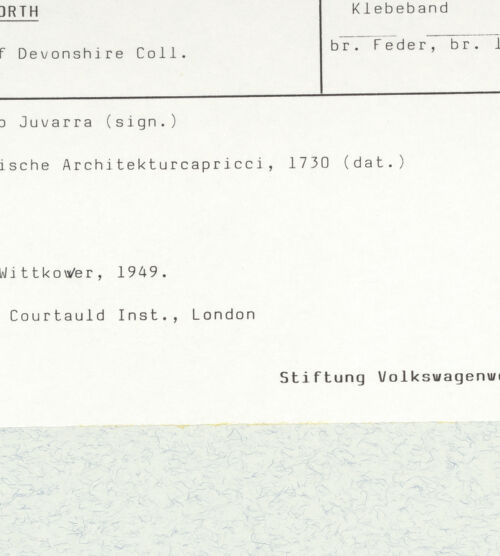 ORTH
Klebeband
f Devonshire Coll.
br. Feder, br.
o Juvarra (sign.)
ische Architekturcapricci, 1730 (dat.)
Wittkower, 1949.
Courtauld Inst., London
Stiftung Volkswagenwe